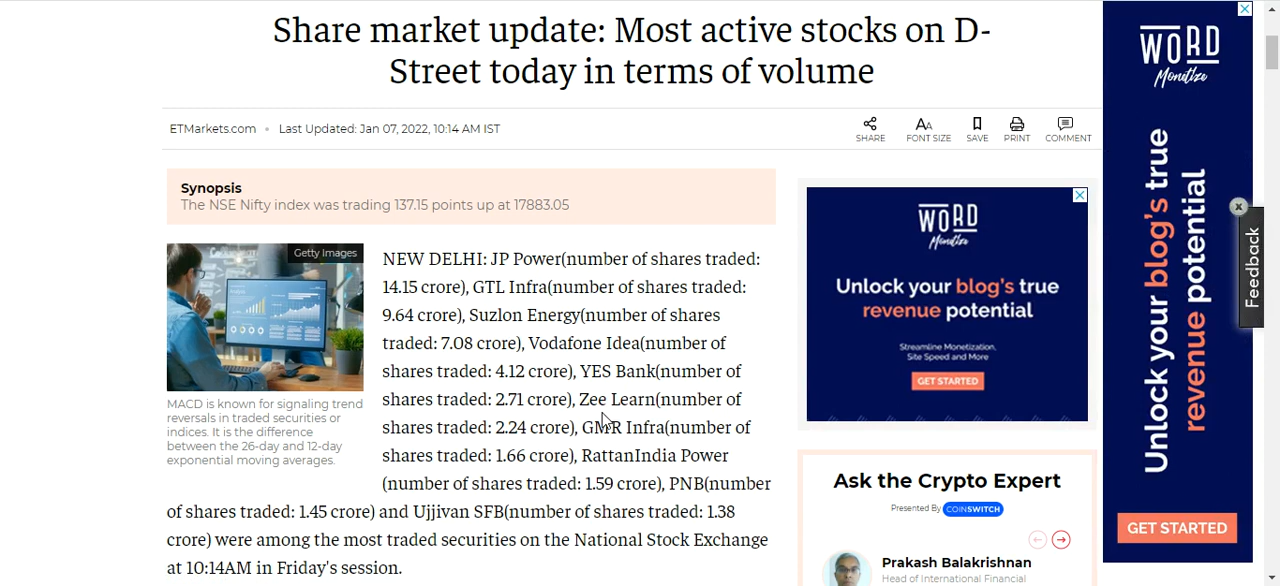 Share market update: Most active stocks on D-
Street today in terms of volume
ETMarkets.com • Last Updated: Jan 07, 2022, 10:14 AM IST
SHARE
FONT SIZE
SAVE
PRINT
COMMENT
Synopsis
The NSE Nifty index was trading 137.15 points up at 17883.05
Getty Images
MACD is known for signaling trend
reversals in traded securities or
indices. It is the difference
between the 26-day and 12-day
exponential moving averages.
NEW DELHI: JP Power(number of shares traded:
14.15 crore), GTL Infra(number of shares traded:
9.64 crore), Suzlon Energy(number of shares
traded: 7.08 crore), Vodafone Idea(number of
shares traded: 4.12 crore), YES Bank(number of
shares traded: 2.71 crore), Zee Learn(number of
shares traded: 2.24 crore), GMR Infra(number of
shares traded: 1.66 crore), RattanIndia Power
(number of shares traded: 1.59 crore), PNB(number
of shares traded: 1.45 crore) and Ujjivan SFB(number of shares traded: 1.38
crore) were among the most traded securities on the National Stock Exchange
at 10:14AM in Friday's session.
WORD
Monetize
Unlock your blog's true
revenue potential
Streamline Monetization,
Site Speed and More
GET STARTED
Ask the Crypto Expert
Presented By COINSWITCH
Prakash Balakrishnan
Head of International Financial
WORD
Monetize
Unlock your blog's true
revenue potential
GET STARTED
Feedback